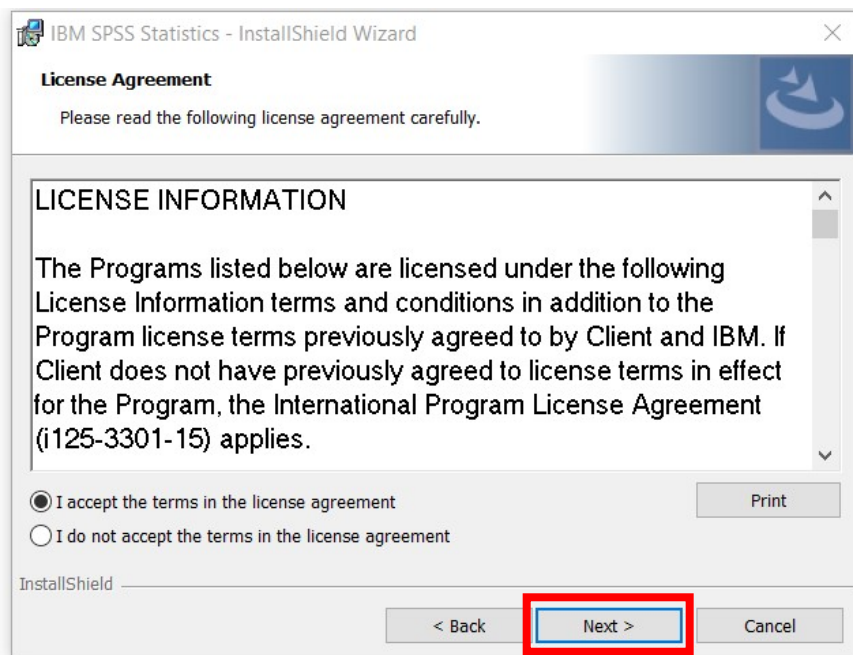 IBM SPSS Statistics - InstallShield Wizard
License Agreement
Please read the following license agreement carefully.
LICENSE INFORMATION
The Programs listed below are licensed under the following
License Information terms and conditions in addition to the
Program license terms previously agreed to by Client and IBM. If
Client does not have previously agreed to license terms in effect
for the Program, the International Program License Agreement
(i125-3301-15) applies.
I accept the terms in the license agreement
Print
I do not accept the terms in the license agreement
InstallShield
< Back
Next >
Cancel